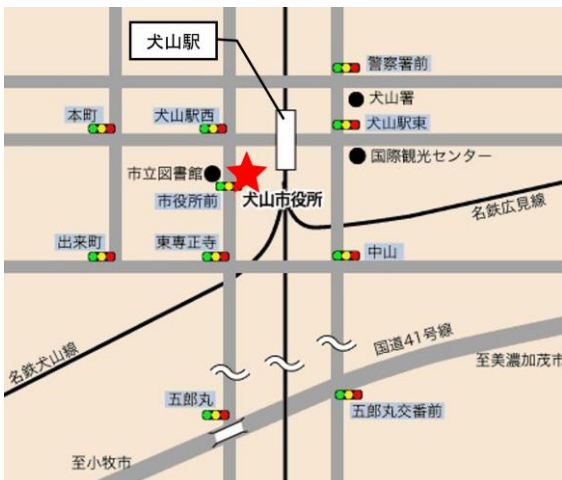 犬山駅
警察署前
犬山署
本町
犬山駅西
犬山駅東
国際観光センター
市立図書館
市役所前
犬山市役所
名鉄広見線
出来町
東専正寺
中山
名鉄犬山線
国道41号線
至美濃加茂市
五郎丸
五郎丸交番前
至小牧市